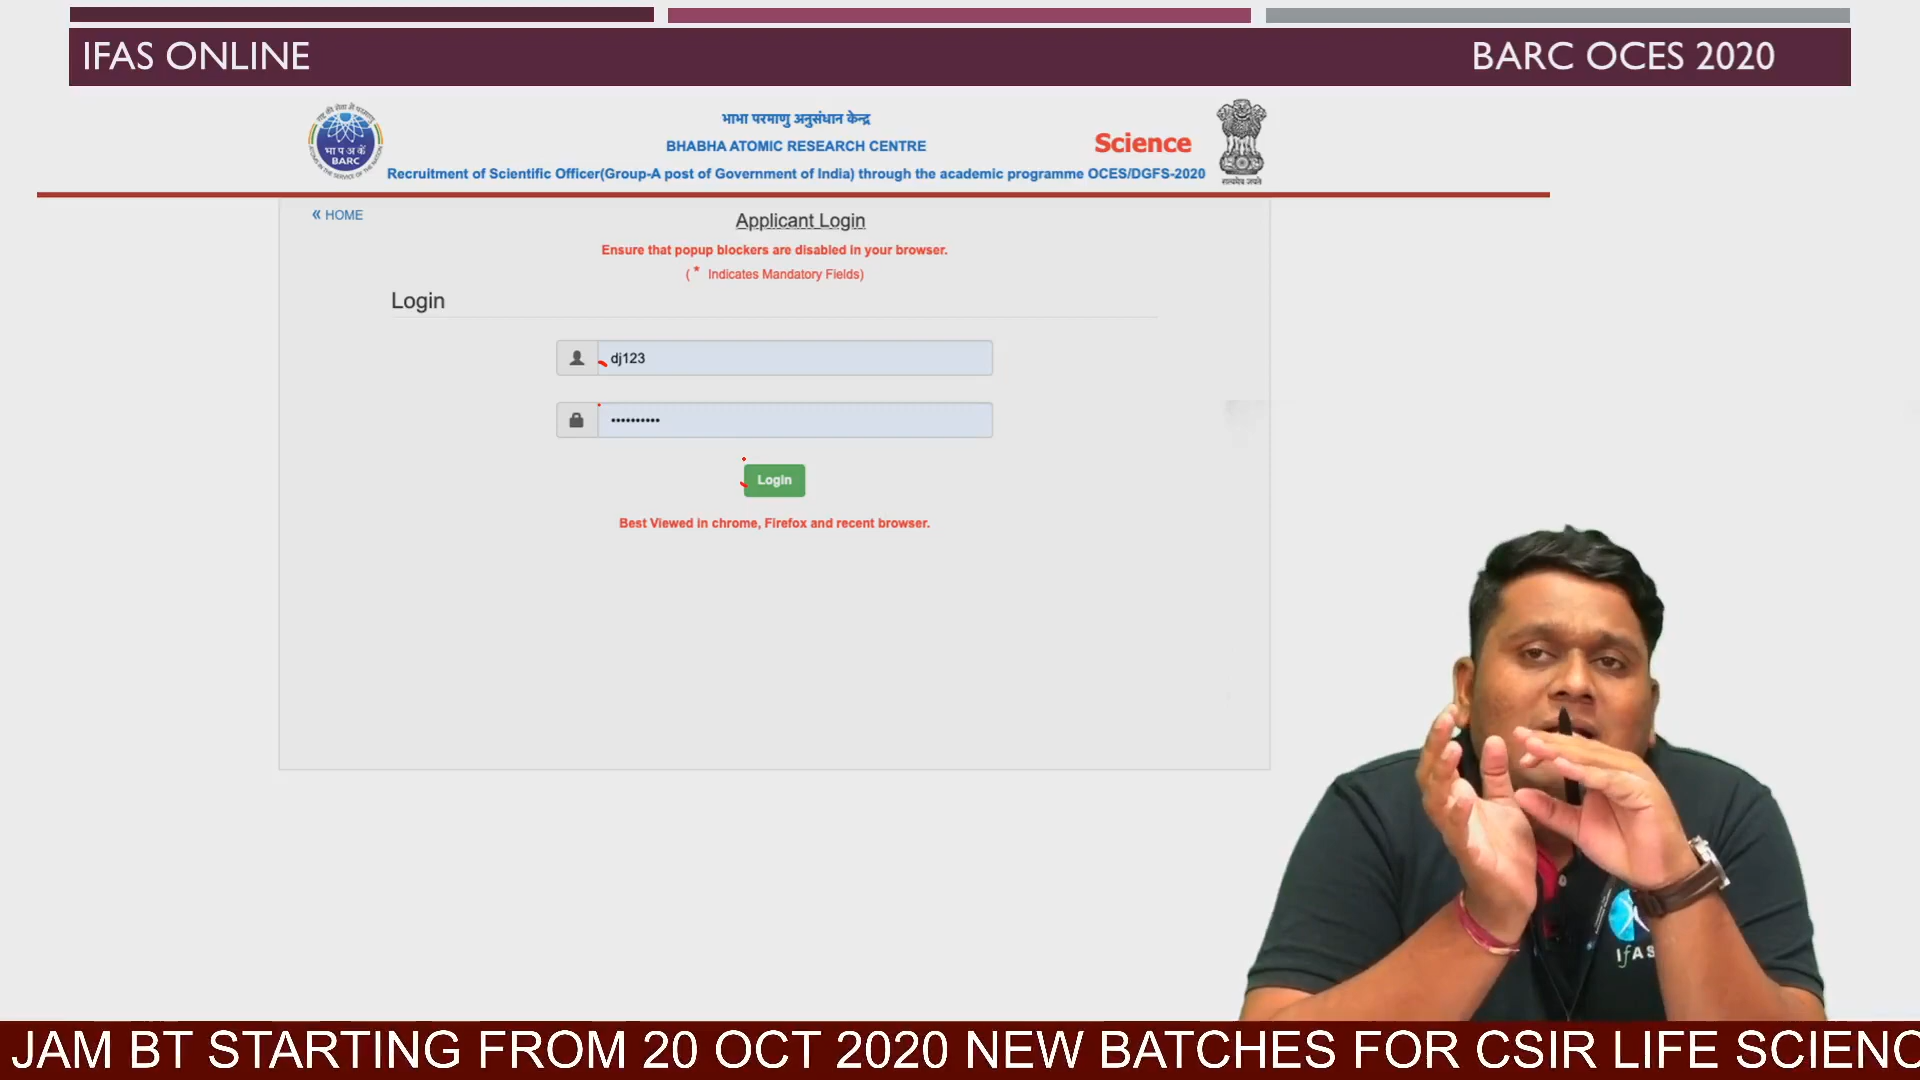 IFAS ONLINE
BARC OCES 2020
भाभा परमाणु अनुसंधान केन्द्र
BHABHA ATOMIC RESEARCH CENTRE
Science
Recruitment of Scientific Officer(Group-A post of Government of India) through the academic programme OCES/DGFS-2020
भा प अ कें
BARC
सत्यमेव जयते
« HOME
Applicant Login
Ensure that popup blockers are disabled in your browser.
( * Indicates Mandatory Fields)
Login
dj123
••••••••••
Login
Best Viewed in chrome, Firefox and recent browser.
IfAS
JAM BT STARTING FROM 20 OCT 2020 NEW BATCHES FOR CSIR LIFE SCIENC